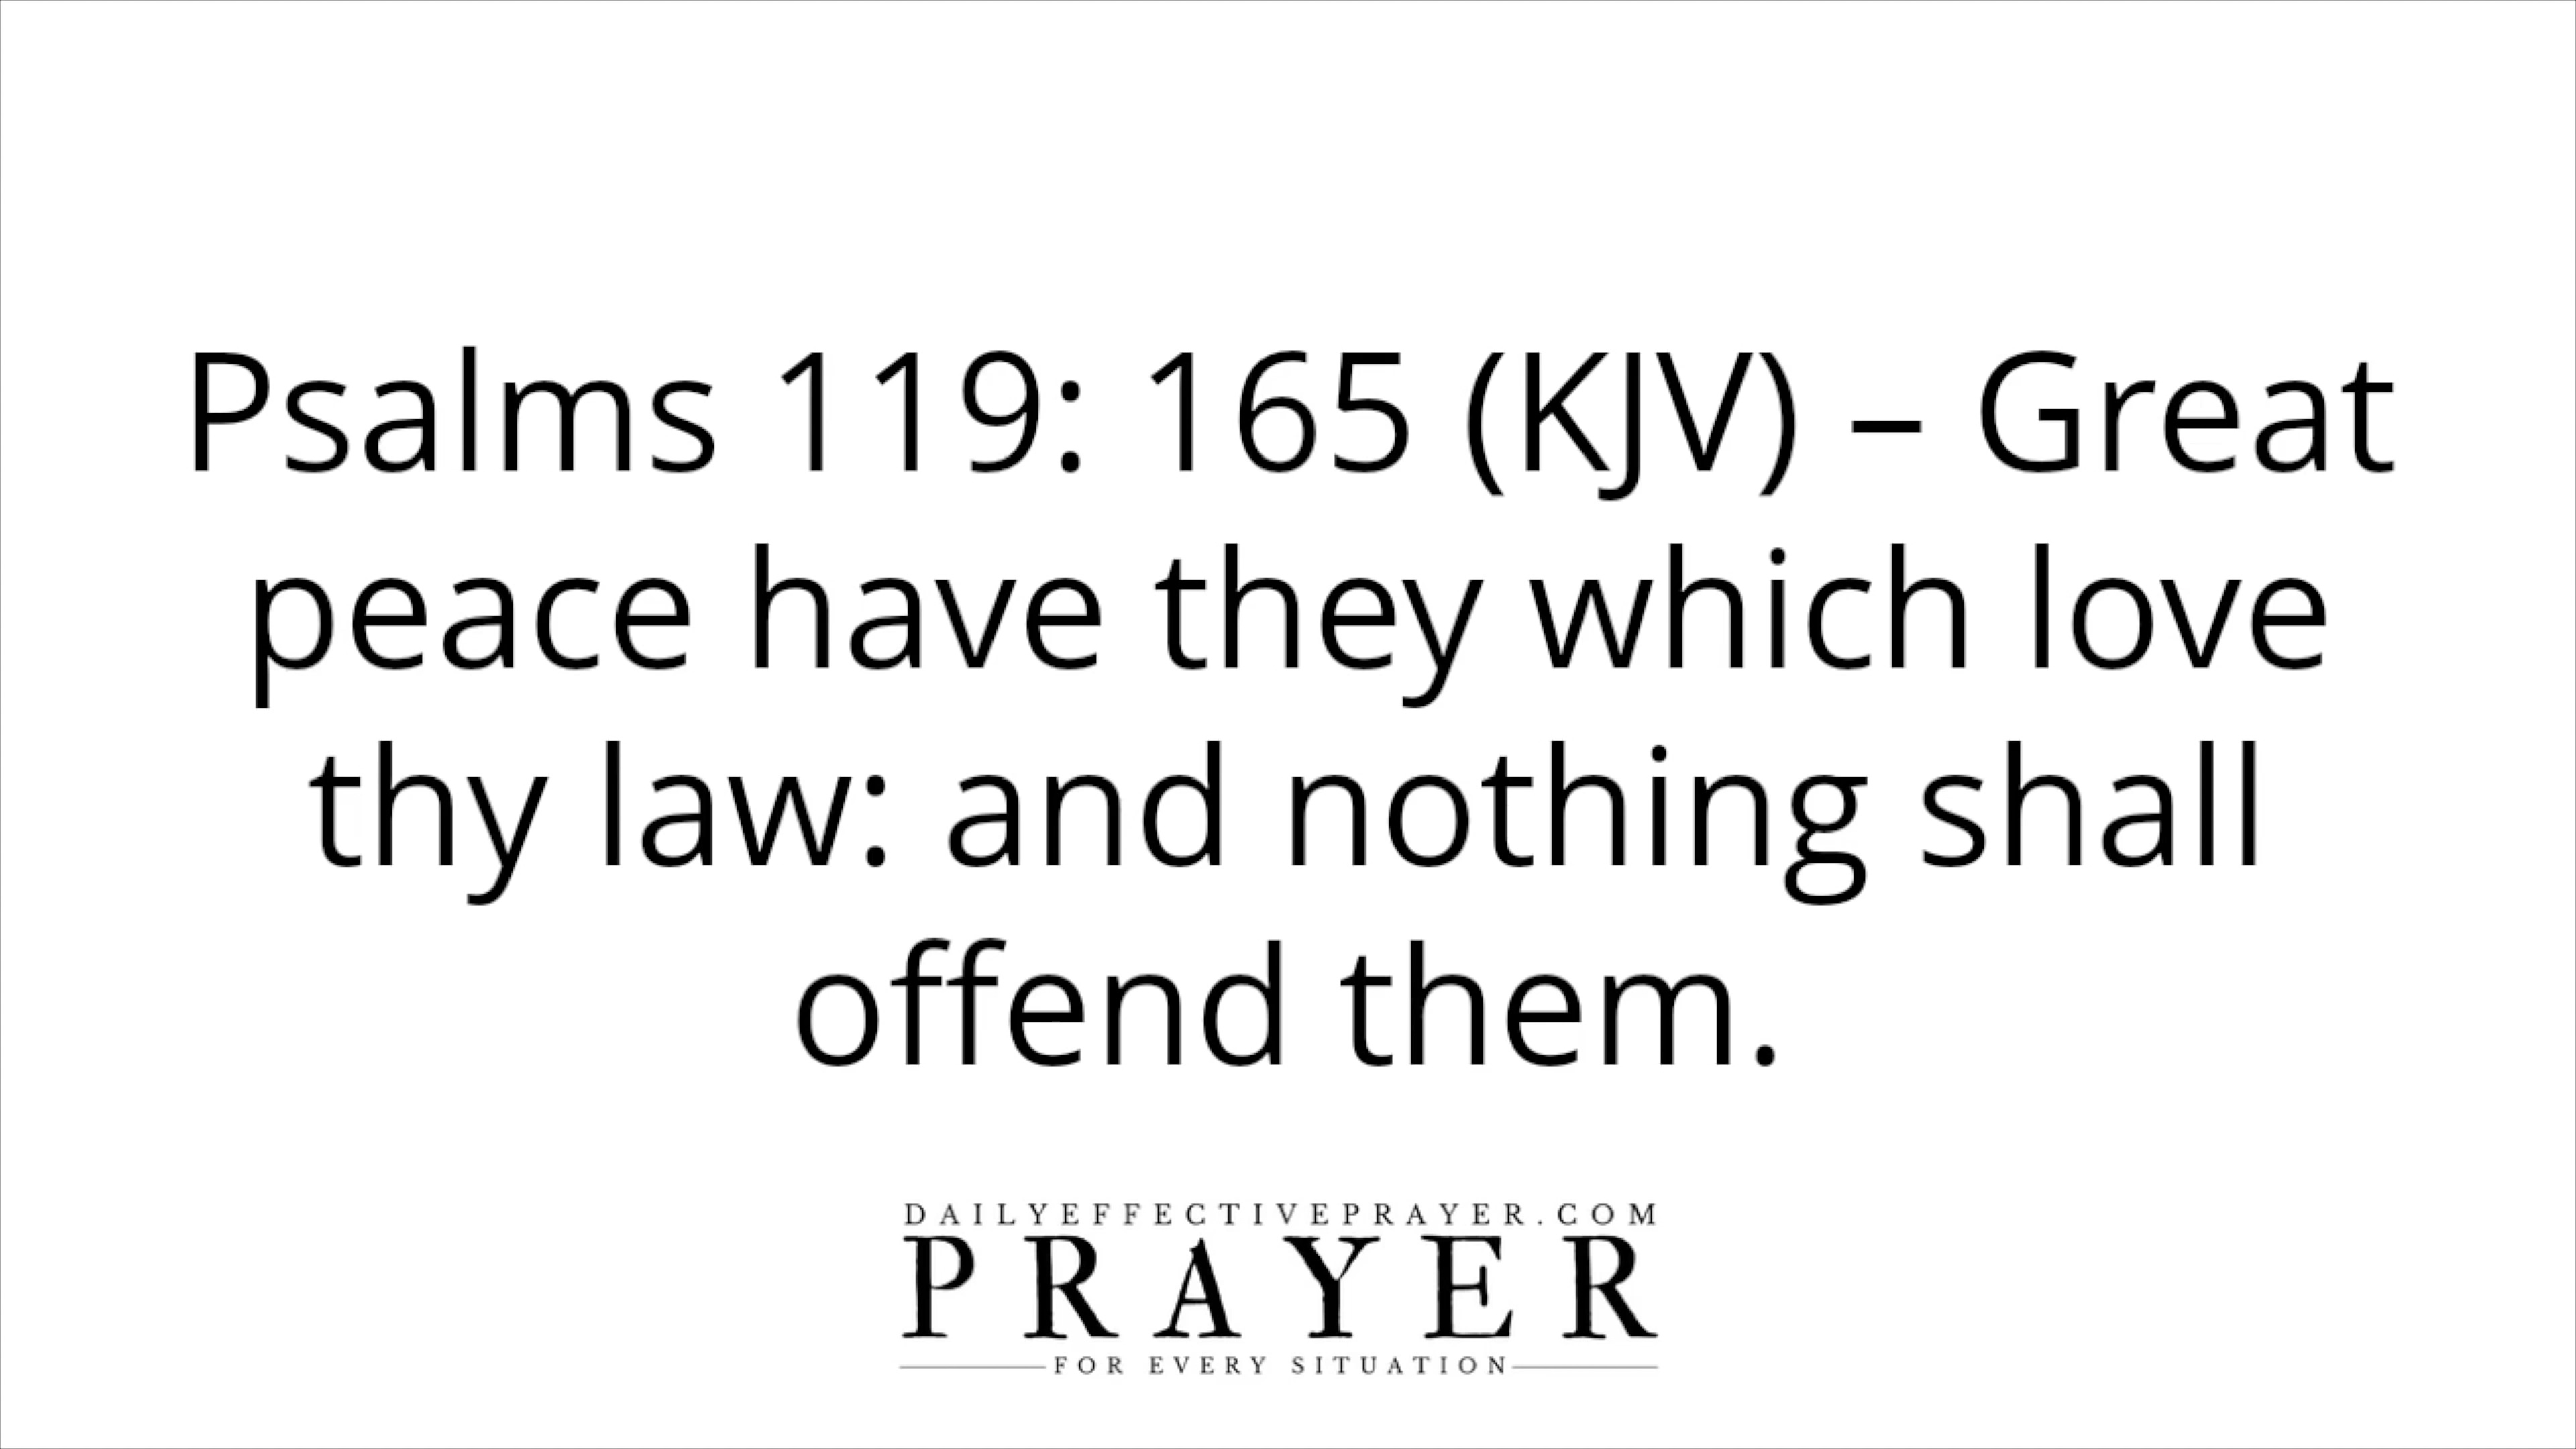 Psalms 119: 165 (KJV) – Great
peace have they which love
thy law: and nothing shall
offend them.
DAILYEFFECTIVEPRAYER.COM
PRAYER
FOR EVERY SITUATION